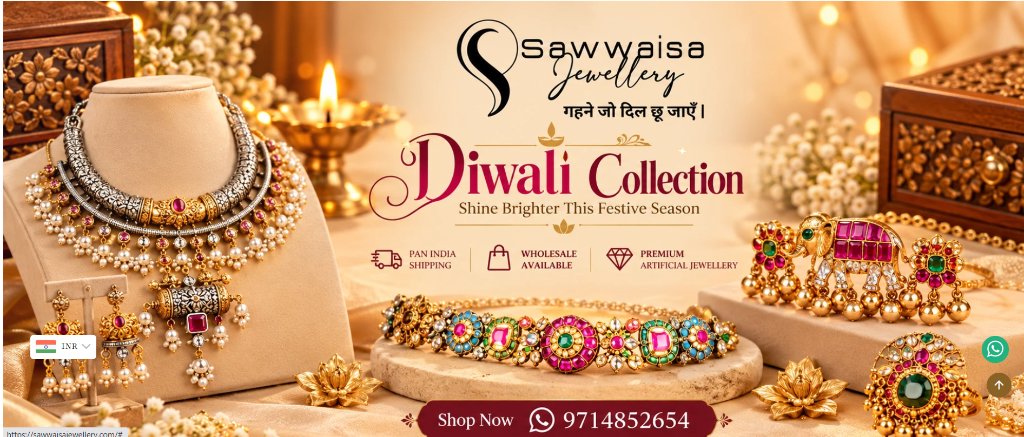 Sawwaisa
Jewellery
गहने जो दिल छू जाएँ।
Diwali Collection
Shine Brighter This Festive Season
PAN INDIA
SHIPPING
WHOLESALE
AVAILABLE
PREMIUM
ARTIFICIAL JEWELLERY
INR
Shop Now 9714852654
https://sawwaisajewellery.com/#